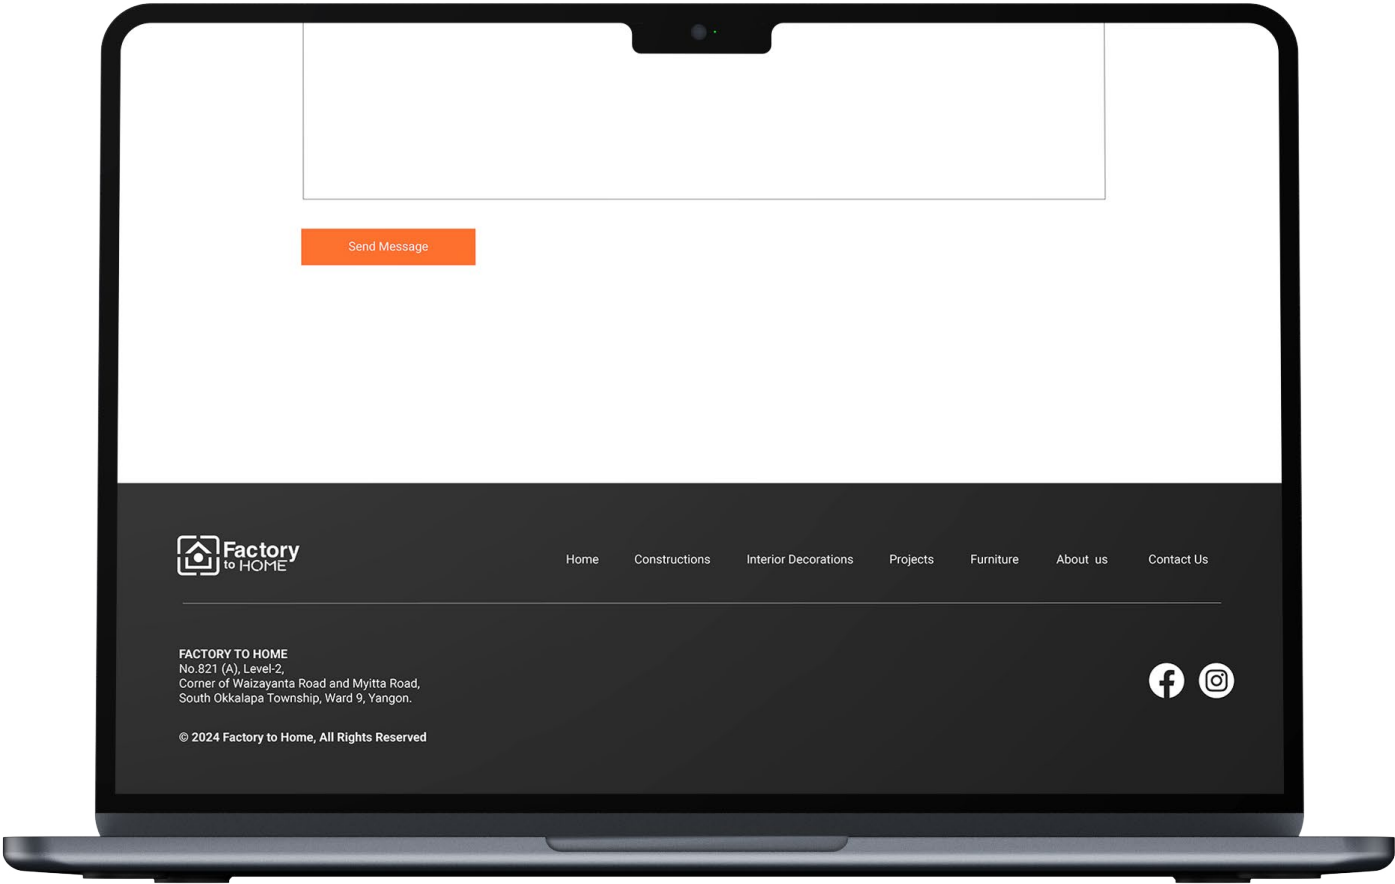 Send Message
Factory
to HOME
Home Constructions Interior Decorations Projects Furniture About us Contact Us
FACTORY TO HOME
No.821 (A), Level-2,
Corner of Waizayanta Road and Myitta Road,
South Okkalapa Township, Ward 9, Yangon.
© 2024 Factory to Home, All Rights Reserved